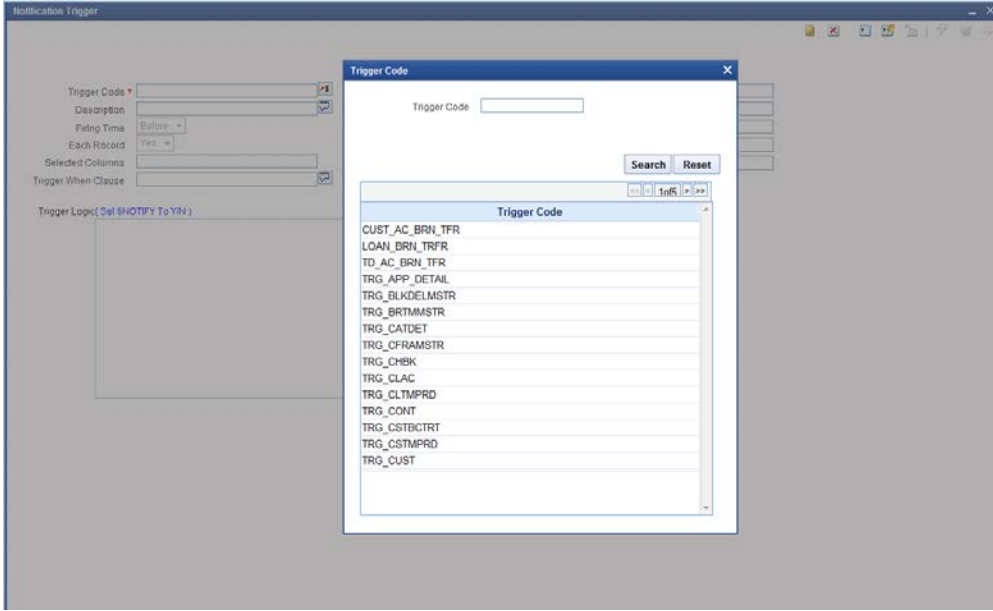 Notification Trigger
Trigger Code *
Description
Firing Time Before
Each Record Yes
Selected Columns
Trigger When Clause
Trigger Logic( Set $NOTIFY To Y/N )
Trigger Code
Trigger Code
Search Reset
<< < 1of5 > >>
Trigger Code
CUST_AC_BRN_TFR
LOAN_BRN_TRFR
TD_AC_BRN_TFR
TRG_APP_DETAIL
TRG_BLKDELMSTR
TRG_BRTMMSTR
TRG_CATDET
TRG_CFRAMSTR
TRG_CHBK
TRG_CLAC
TRG_CLTMPRD
TRG_CONT
TRG_CSTBCTRT
TRG_CSTMPRD
TRG_CUST